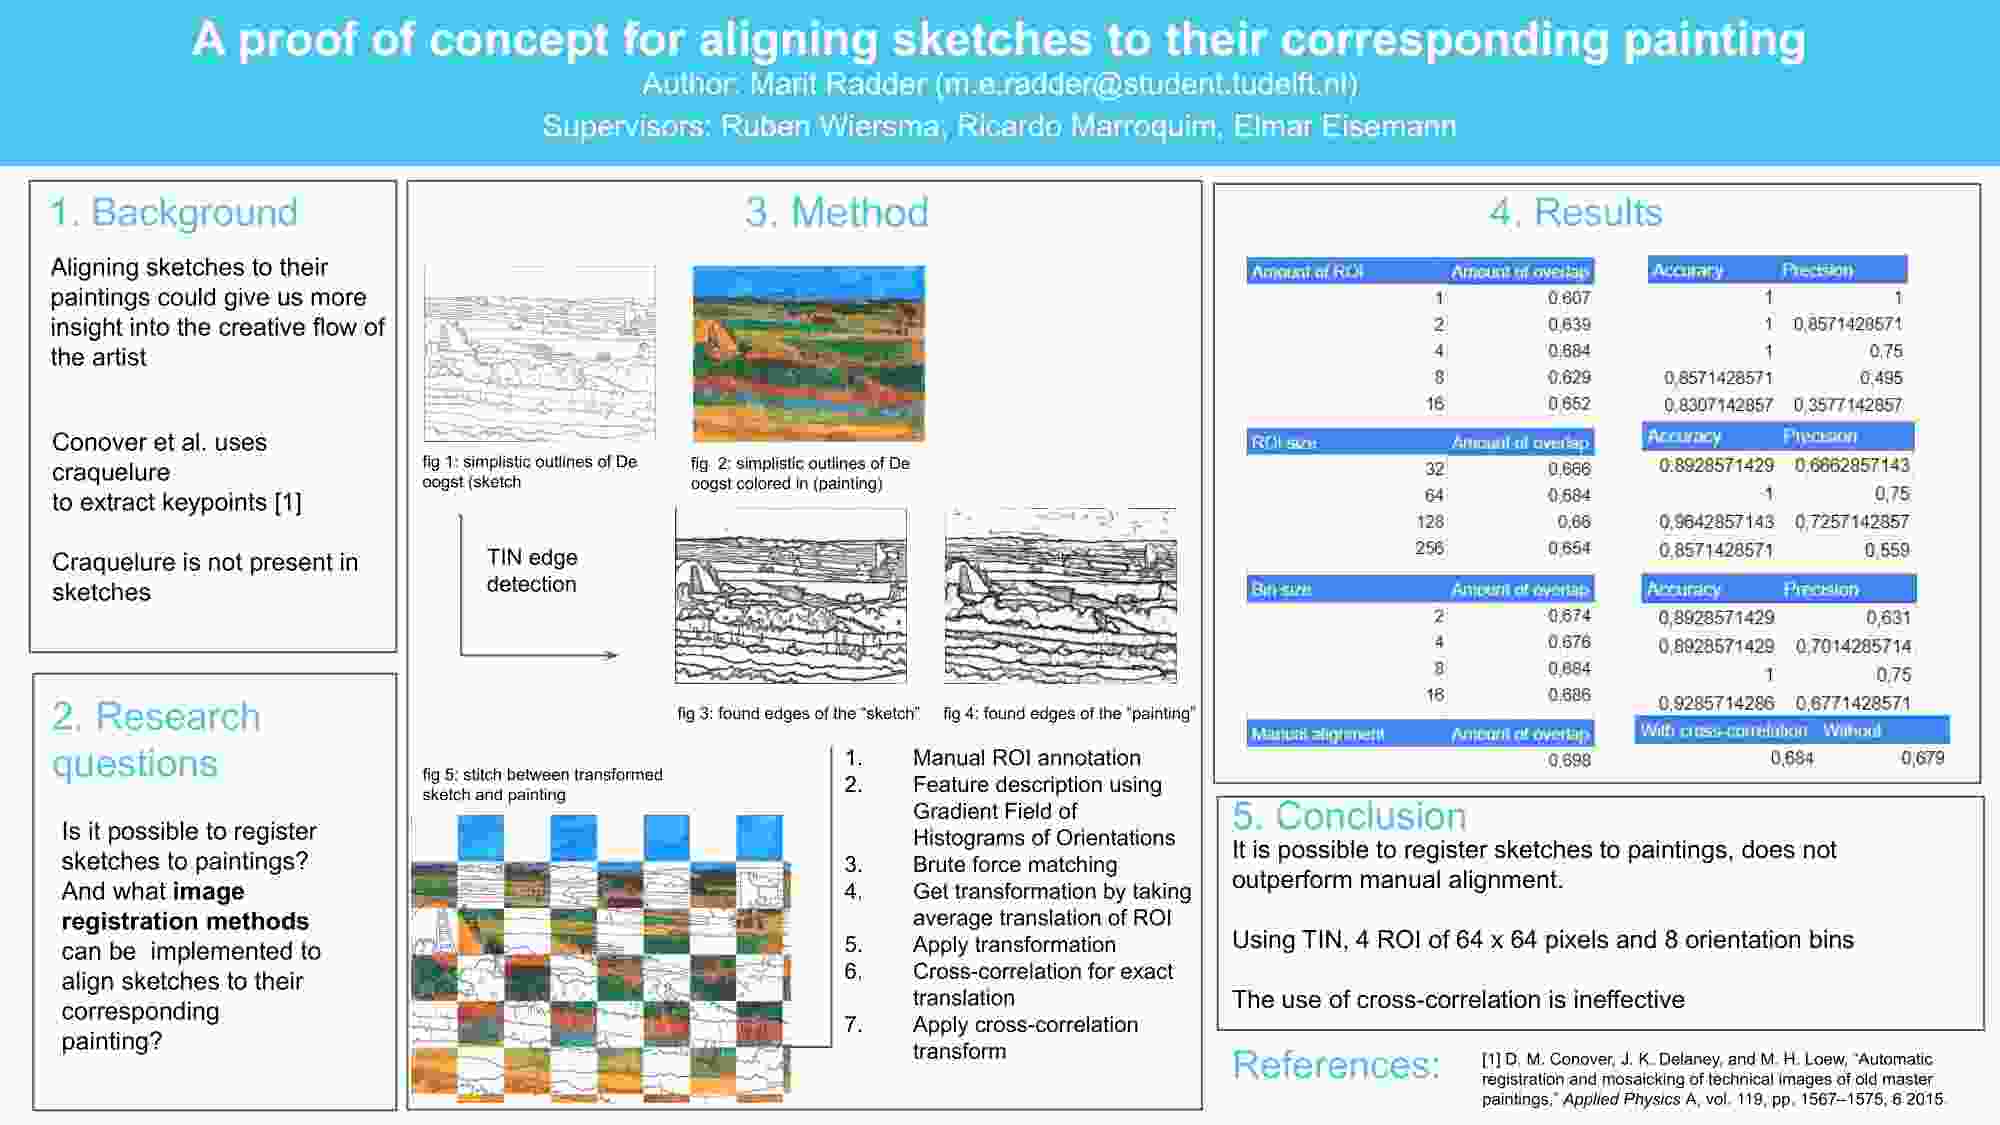 A proof of concept for aligning sketches to their corresponding painting
Author: Marit Radder (m.e.radder@student.tudelft.nl)
Supervisors: Ruben Wiersma, Ricardo Marroquim, Elmar Eisemann
1. Background
Aligning sketches to their
paintings could give us more
insight into the creative flow of
the artist
Conover et al. uses
craquelure
to extract keypoints [1]
Craquelure is not present in
sketches
2. Research
questions
Is it possible to register
sketches to paintings?
And what image
registration methods
can be implemented to
align sketches to their
corresponding
painting?
3. Method
fig 1: simplistic outlines of De
oogst (sketch
fig 2: simplistic outlines of De
oogst colored in (painting)
TIN edge
detection
fig 3: found edges of the "sketch"
fig 4: found edges of the "painting"
fig 5: stitch between transformed
sketch and painting
1. Manual ROI annotation
2. Feature description using
Gradient Field of
Histograms of Orientations
3. Brute force matching
4. Get transformation by taking
average translation of ROI
5. Apply transformation
6. Cross-correlation for exact
translation
7. Apply cross-correlation
transform
4. Results
Amount of ROI Amount of overlap Accurary Precision
1 0.607 1 1
2 0,639 1 0,8571428571
4 0.684 1 0,75
8 0.629 0,8571428571 0,495
16 0,652 0,8307142857 0,3577142857
ROI size Amount of overlap Accuracy Precision
32 0,666 0.8928571429 0,6662857143
64 0,684 1 0,75
128 0,66 0,9642857143 0,7257142857
256 0,654 0,8571428571 0,559
Bin size Amount of overlap Accuracy Precision
2 0,674 0,8928571429 0,631
4 0,676 0,8928571429 0,7014285714
8 0,684 1 0,75
16 0.686 0,9285714286 0,6771428571
Manual alignment Amount of overlap With cross-correlation Without
0,698 0,684 0,679
5. Conclusion
It is possible to register sketches to paintings, does not
outperform manual alignment.
Using TIN, 4 ROI of 64 x 64 pixels and 8 orientation bins
The use of cross-correlation is ineffective
References:
[1] D. M. Conover, J. K. Delaney, and M. H. Loew, "Automatic
registration and mosaicking of technical images of old master
paintings," Applied Physics A, vol. 119, pp. 1567–1575, 6 2015.